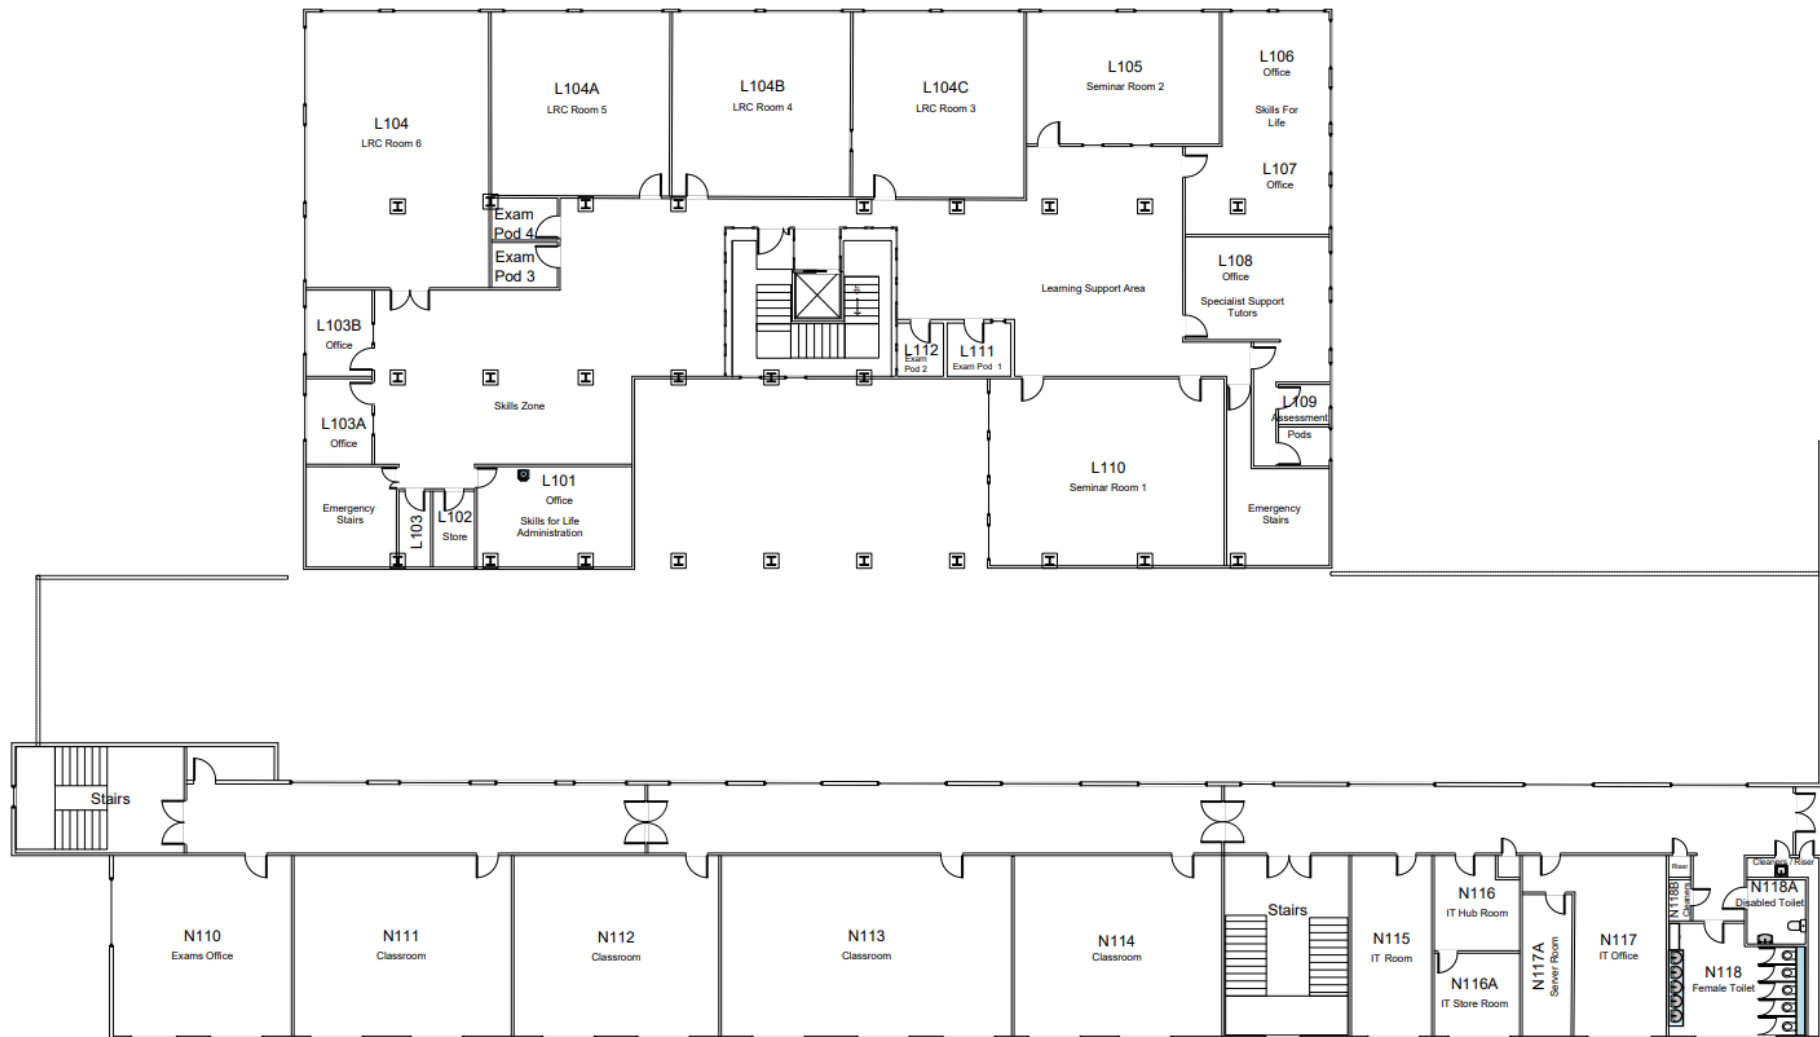 L104
LRC Room 6
L104A
LRC Room 5
L104B
LRC Room 4
L104C
LRC Room 3
L105
Seminar Room 2
L106
Office
Skills For
Life
L107
Office
Exam
Pod 4
Exam
Pod 3
L108
Office
Specialist Support
Tutors
Learning Support Area
dn
L103B
Office
L112
Exam
Pod 2
L111
Exam Pod 1
L103A
Office
Skills Zone
L109
Assessment
Pods
L101
Office
Skills for Life
Administration
L110
Seminar Room 1
Emergency
Stairs
L103
L102
Store
Emergency
Stairs
Stairs
N110
Exams Office
N111
Classroom
N112
Classroom
N113
Classroom
N114
Classroom
Stairs
N115
IT Room
N116
IT Hub Room
N116A
IT Store Room
N117A
Server Room
N117
IT Office
Riser
N118B
Cleaners
Cleaners / Riser
N118A
Disabled Toilet
N118
Female Toilet